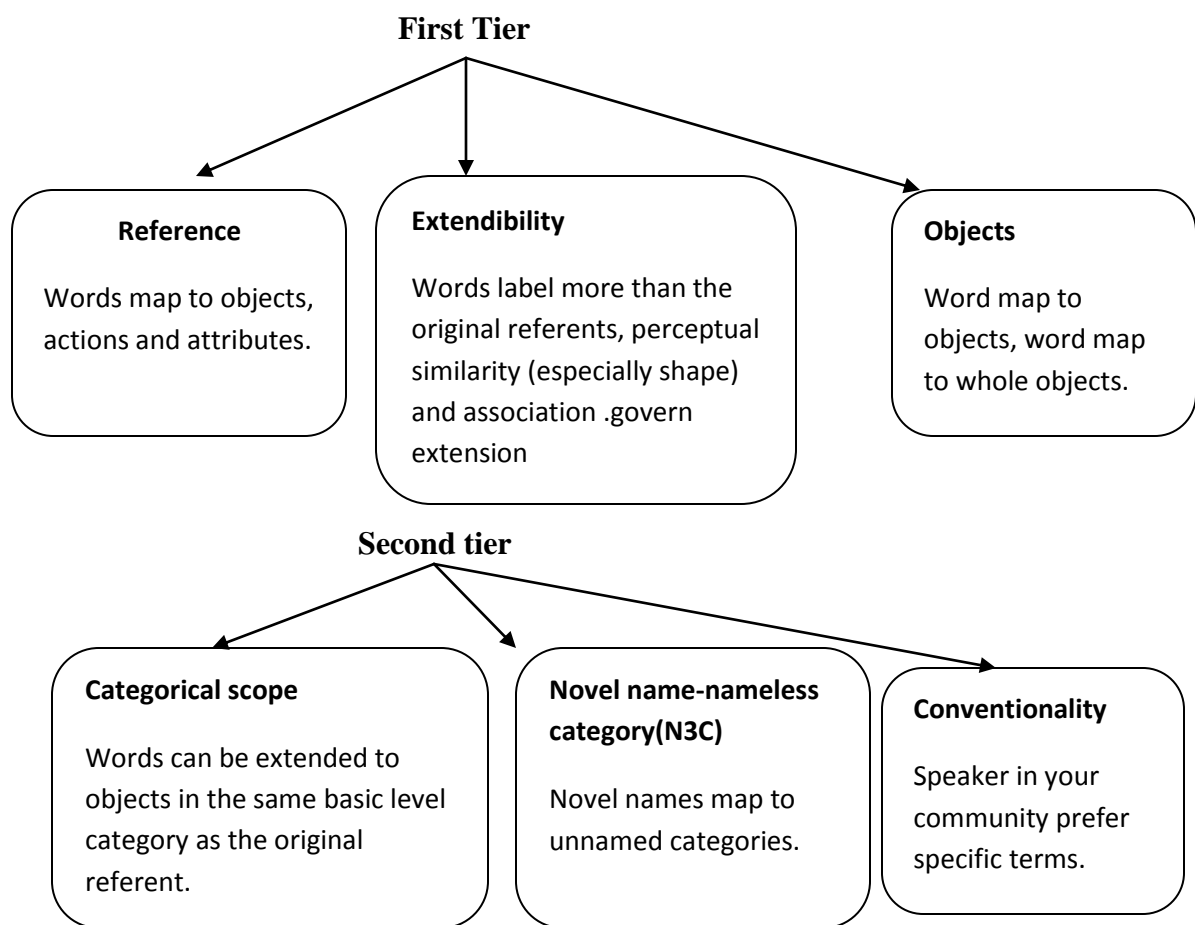 First Tier
Reference
Words map to objects,
actions and attributes.
Extendibility
Words label more than the
original referents, perceptual
similarity (especially shape)
and association .govern
extension
Objects
Word map to
objects, word map
to whole objects.
Second tier
Categorical scope
Words can be extended to
objects in the same basic level
category as the original
referent.
Novel name-nameless
category(N3C)
Novel names map to
unnamed categories.
Conventionality
Speaker in your
community prefer
specific terms.